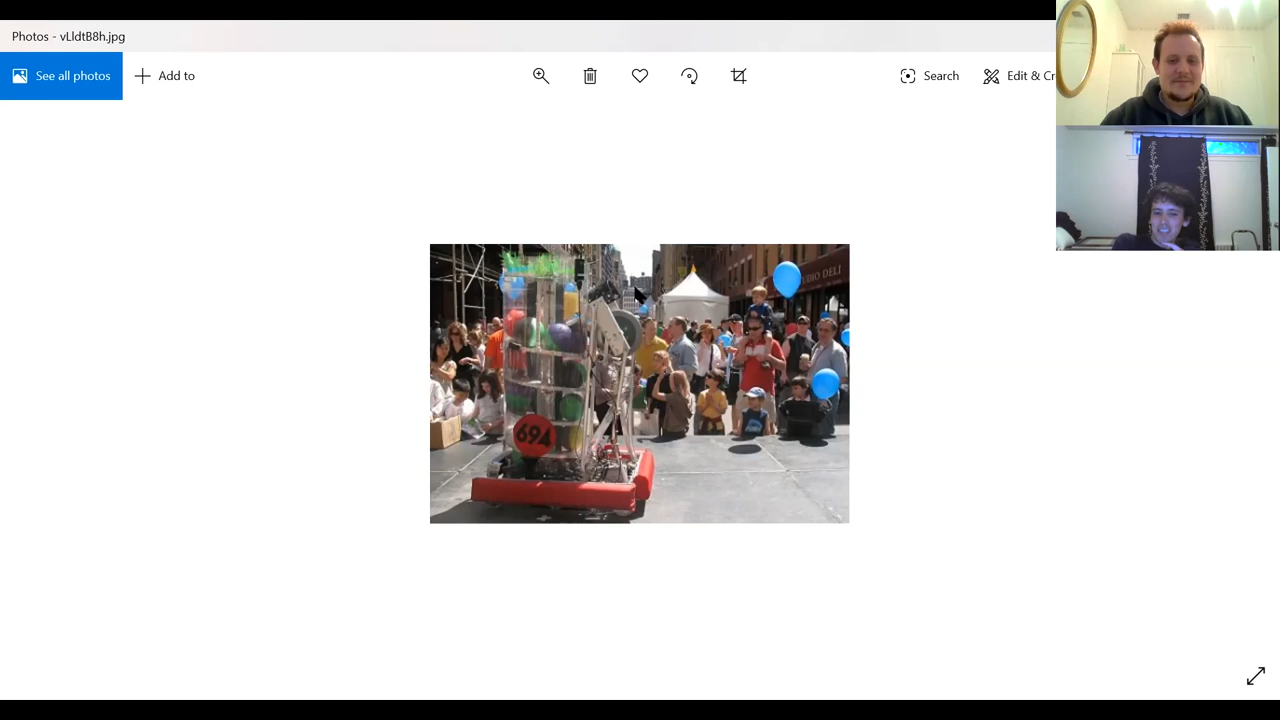 Photos - vLldtB8h.jpg
See all photos
Add to
Search
Edit & Cr
UDIO DELI
694